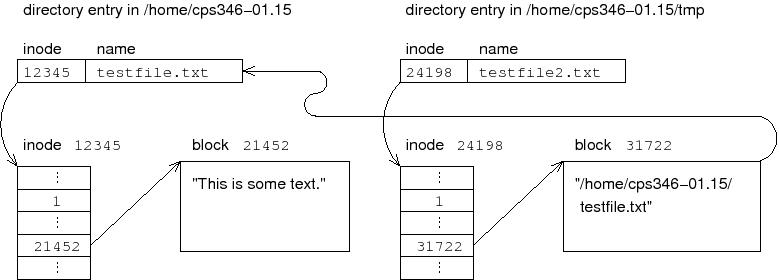 directory entry in /home/cps346−01.15
inode name
12345 testfile.txt
inode 12345
⋮
1
⋮
21452
⋮
block 21452
"This is some text."
directory entry in /home/cps346−01.15/tmp
inode name
24198 testfile2.txt
inode 24198
⋮
1
⋮
31722
⋮
block 31722
"/home/cps346−01.15/
testfile.txt"